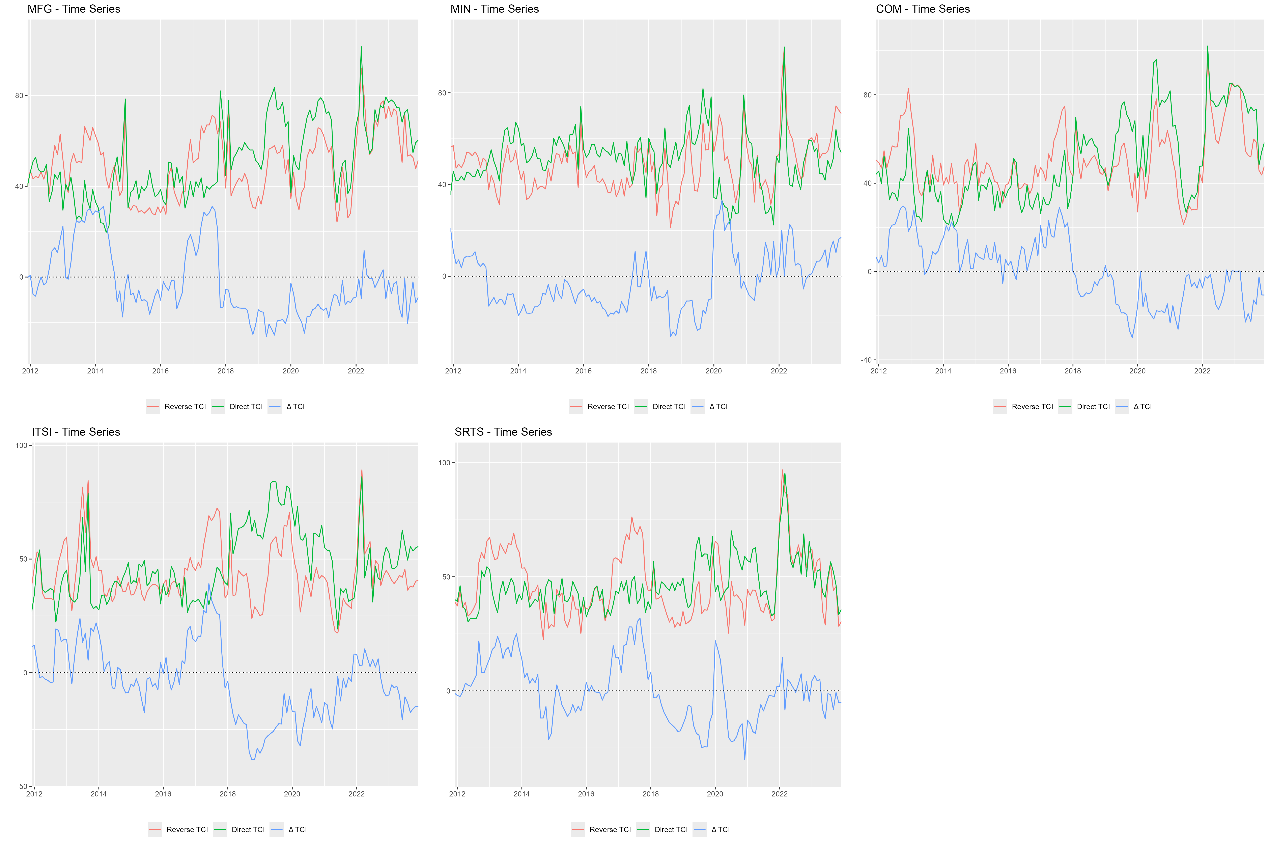 MFG - Time Series
80
40
0
2012 2014 2016 2018 2020 2022
Reverse TCI Direct TCI Δ TCI
MIN - Time Series
80
40
0
2012 2014 2016 2018 2020 2022
Reverse TCI Direct TCI Δ TCI
COM - Time Series
80
40
0
-40
2012 2014 2016 2018 2020 2022
Reverse TCI Direct TCI Δ TCI
ITSI - Time Series
100
50
0
-50
2012 2014 2016 2018 2020 2022
Reverse TCI Direct TCI Δ TCI
SRTS - Time Series
100
50
0
2012 2014 2016 2018 2020 2022
Reverse TCI Direct TCI Δ TCI